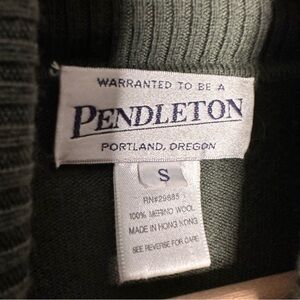 WARRANTED TO BE A
PENDLETON
PORTLAND, OREGON
S
RN#29685
100% MERINO WOOL
MADE IN HONG KONG
SEE REVERSE FOR CARE